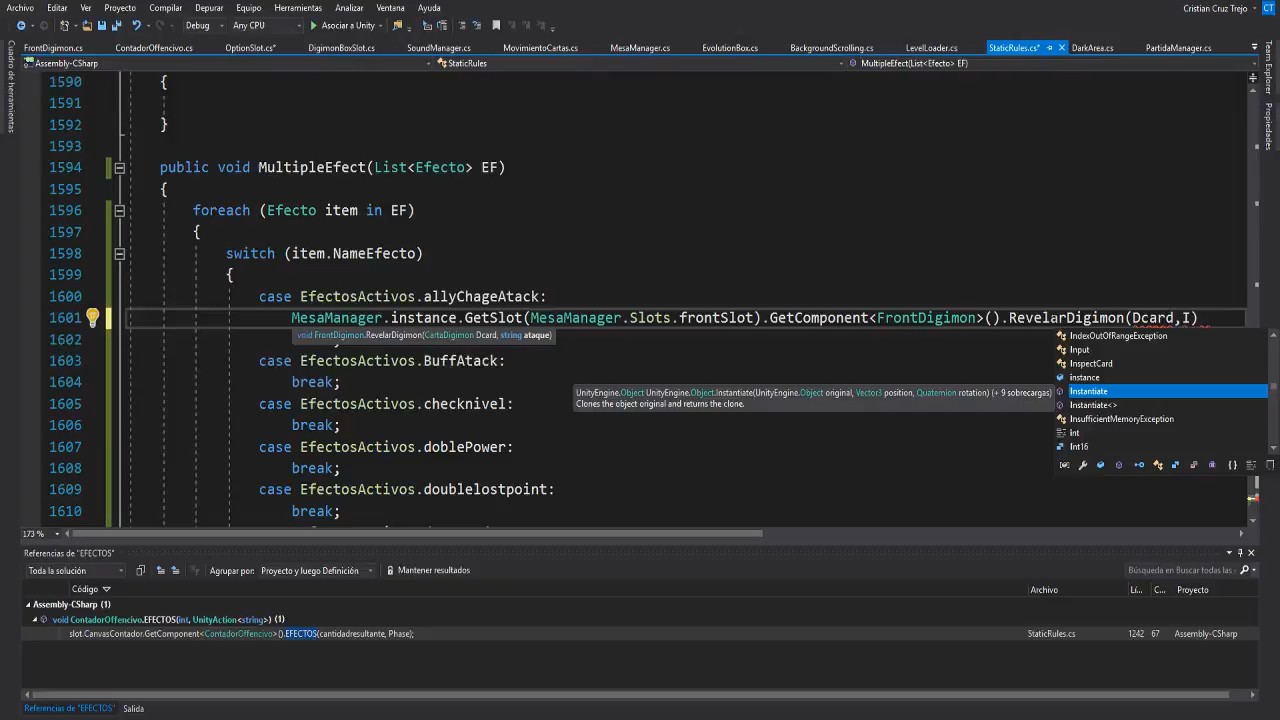 Archivo Editar Ver Proyecto Compilar Depurar Equipo Herramientas Analizar Ventana Ayuda Cristian Cruz Trejo CT
Debug Any CPU Asociar a Unity
FrontDigimon.cs ContadorOffencivo.cs OptionSlot.cs* DigimonBoxSlot.cs SoundManager.cs MovimientoCartas.cs MesaManager.cs EvolutionBox.cs BackgroundScrolling.cs LevelLoader.cs StaticRules.cs* DarkArea.cs PartidaManager.cs
Assembly-CSharp StaticRules MultipleEfect(List<Efecto> EF)
Cuadro de herramientas
Team Explorer
Propiedades
1590 {
1591
1592 }
1593
1594 public void MultipleEfect(List<Efecto> EF)
1595 {
1596 foreach (Efecto item in EF)
1597 {
1598 switch (item.NameEfecto)
1599 {
1600 case EfectosActivos.allyChageAtack:
1601 MesaManager.instance.GetSlot(MesaManager.Slots.frontSlot).GetComponent<FrontDigimon>().RevelarDigimon(Dcard,I)
void FrontDigimon.RevelarDigimon(CartaDigimon Dcard, string ataque)
1602
1603 case EfectosActivos.BuffAtack:
1604 break;
1605 case EfectosActivos.checknivel:
1606 break;
1607 case EfectosActivos.doblePower:
1608 break;
1609 case EfectosActivos.doublelostpoint:
1610 break;
IndexOutOfRangeException
Input
InspectCard
instance
Instantiate
Instantiate<>
InsufficientMemoryException
int
Int16
UnityEngine.Object UnityEngine.Object.Instantiate(UnityEngine.Object original, Vector3 position, Quaternion rotation) (+ 9 sobrecargas)
Clones the object original and returns the clone.
173 %
Referencias de "EFECTOS"
Toda la solución Agrupar por: Proyecto y luego Definición Mantener resultados Búsqueda en Buscar todas las
Código Archivo Lí... C... Proyecto
Assembly-CSharp (1)
void ContadorOffencivo.EFECTOS(int, UnityAction<string>) (1)
slot.CanvasContador.GetComponent<ContadorOffencivo>().EFECTOS(cantidadresultante, Phase); StaticRules.cs 1242 67 Assembly-CSharp
Referencias de "EFECTOS" Salida